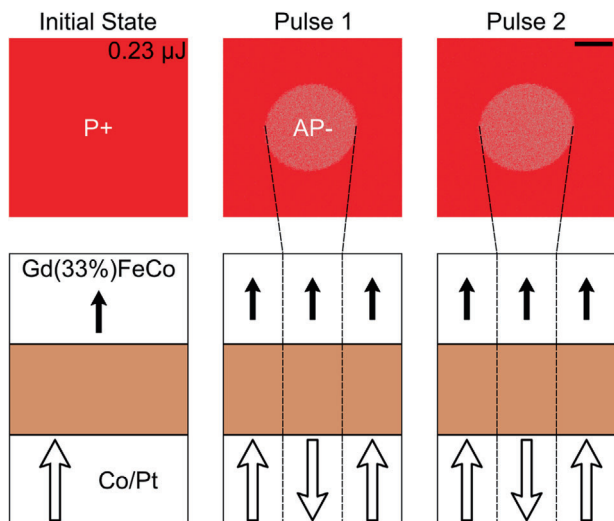 Initial State
Pulse 1
Pulse 2
0.23 µJ
P+
AP-
Gd(33%)FeCo
Co/Pt